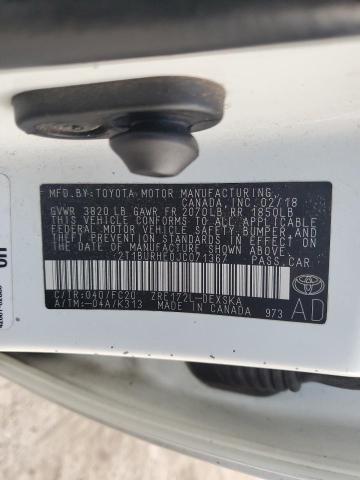 MFD. BY:TOYOTA MOTOR MANUFACTURING,
CANADA, INC. 02/18
GVWR 3820 LB GAWR FR 2070LB RR 1850LB
THIS VEHICLE CONFORMS TO ALL APPLICABLE
FEDERAL MOTOR VEHICLE SAFETY,BUMPER,AND
THEFT PREVENTION STANDARDS IN EFFECT ON THE
DATE OF MANUFACTURE SHOWN ABOVE.
2T1BURHE0JC071367 PASS.CAR
C/TR:040/FC20 ZRE172L-DEXSKA
A/TM:-04A/K313 MADE IN CANADA 973
AD
TOYOTA